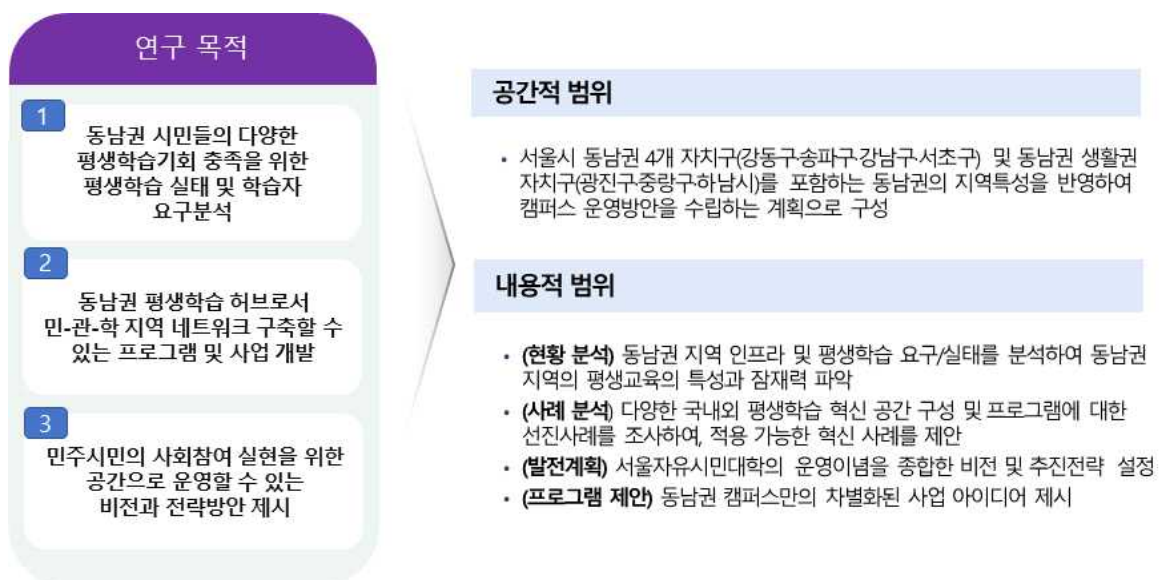 연구 목적
1
동남권 시민들의 다양한
평생학습기회 충족을 위한
평생학습 실태 및 학습자
요구분석
2
동남권 평생학습 허브로서
민-관-학 지역 네트워크 구축할 수
있는 프로그램 및 사업 개발
3
민주시민의 사회참여 실현을 위한
공간으로 운영할 수 있는
비전과 전략방안 제시
공간적 범위
• 서울시 동남권 4개 자치구(강동구·송파구·강남구·서초구) 및 동남권 생활권
자치구(광진구·중랑구·하남시)를 포함하는 동남권의 지역특성을 반영하여
캠퍼스 운영방안을 수립하는 계획으로 구성
내용적 범위
• (현황 분석) 동남권 지역 인프라 및 평생학습 요구/실태를 분석하여 동남권
지역의 평생교육의 특성과 잠재력 파악
• (사례 분석) 다양한 국내외 평생학습 혁신 공간 구성 및 프로그램에 대한
선진사례를 조사하여, 적용 가능한 혁신 사례를 제안
• (발전계획) 서울자유시민대학의 운영이념을 종합한 비전 및 추진전략 설정
• (프로그램 제안) 동남권 캠퍼스만의 차별화된 사업 아이디어 제시